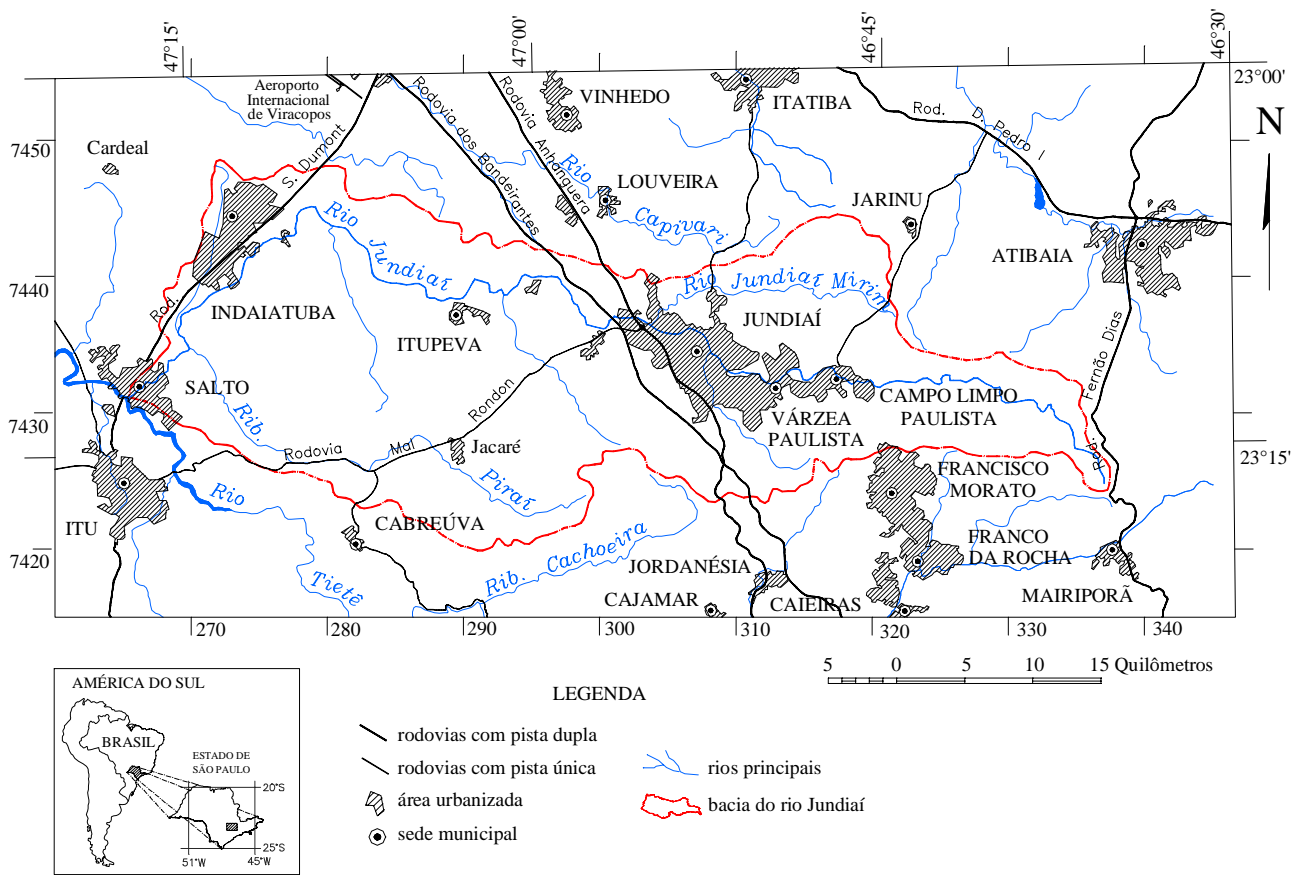 47°15'
47°00'
46°45'
46°30'
23°00'
Aeroporto
Internacional
de Viracopos
VINHEDO
ITATIBA
Rod. D. Pedro I
N
7450
Cardeal
S. Dumont
Rodovia dos Bandeirantes
Rodovia Anhanguera
Rio
LOUVEIRA
Capivari
JARINU
ATIBAIA
Rio
Jundiaí
Rio Jundiaí Mirim
7440
Rod.
INDAIATUBA
ITUPEVA
JUNDIAÍ
Rod. Fernão Dias
SALTO
CAMPO LIMPO
PAULISTA
VÁRZEA
PAULISTA
7430
Rib.
Rodovia Mal. Rondon
Jacaré
Piraí
23°15'
FRANCISCO
MORATO
Rio
ITU
CABREÚVA
Rib. Cachoeira
FRANCO
DA ROCHA
7420
Tietê
JORDANÉSIA
CAJAMAR
CAIEIRAS
MAIRIPORÃ
270
280
290
300
310
320
330
340
5 0 5 10 15 Quilômetros
AMÉRICA DO SUL
BRASIL
ESTADO DE
SÃO PAULO
20°S
25°S
51°W
45°W
LEGENDA
rodovias com pista dupla
rodovias com pista única
área urbanizada
sede municipal
rios principais
bacia do rio Jundiaí